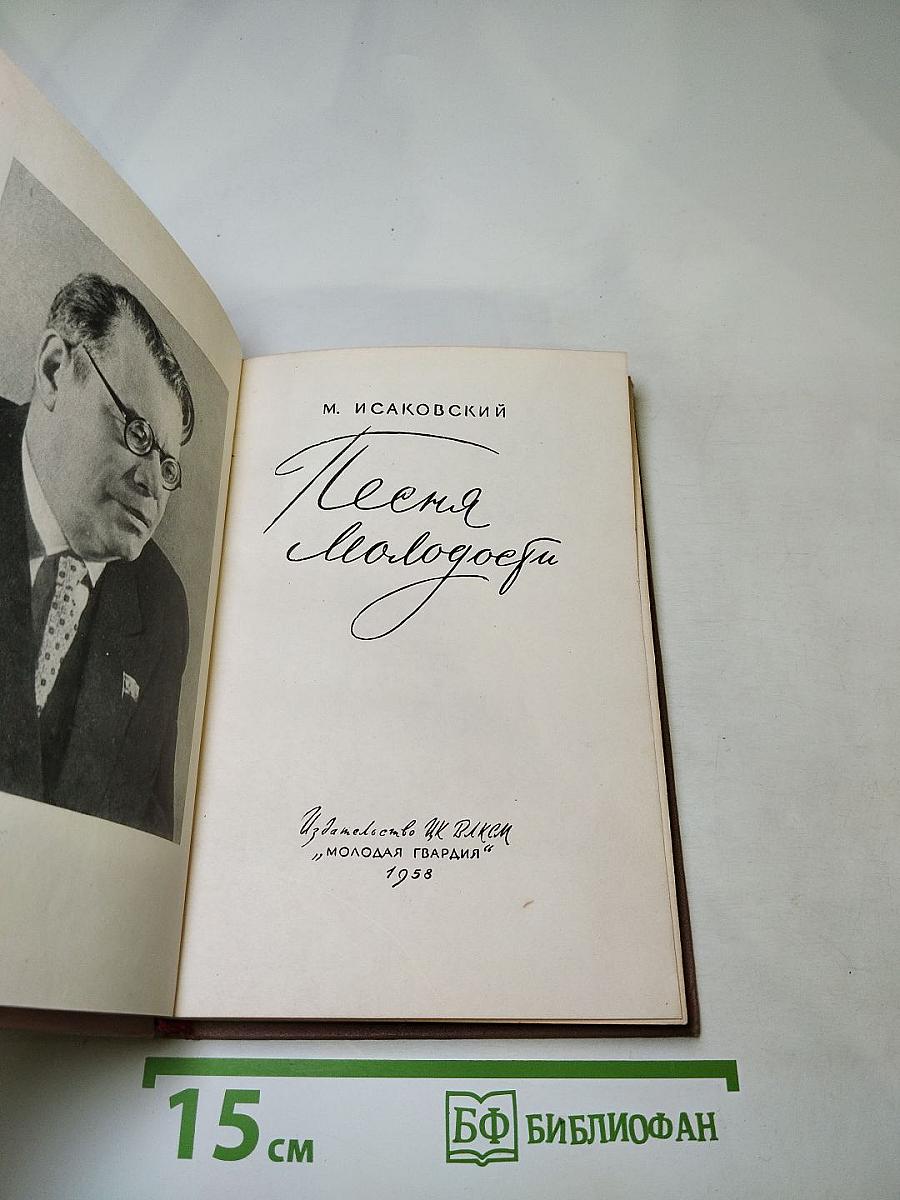 М. ИСАКОВСКИЙ
Песня
молодости
Издательство ЦК ВЛКСМ
„МОЛОДАЯ ГВАРДИЯ“
1958
15 см
БФ БИБЛИОФАН